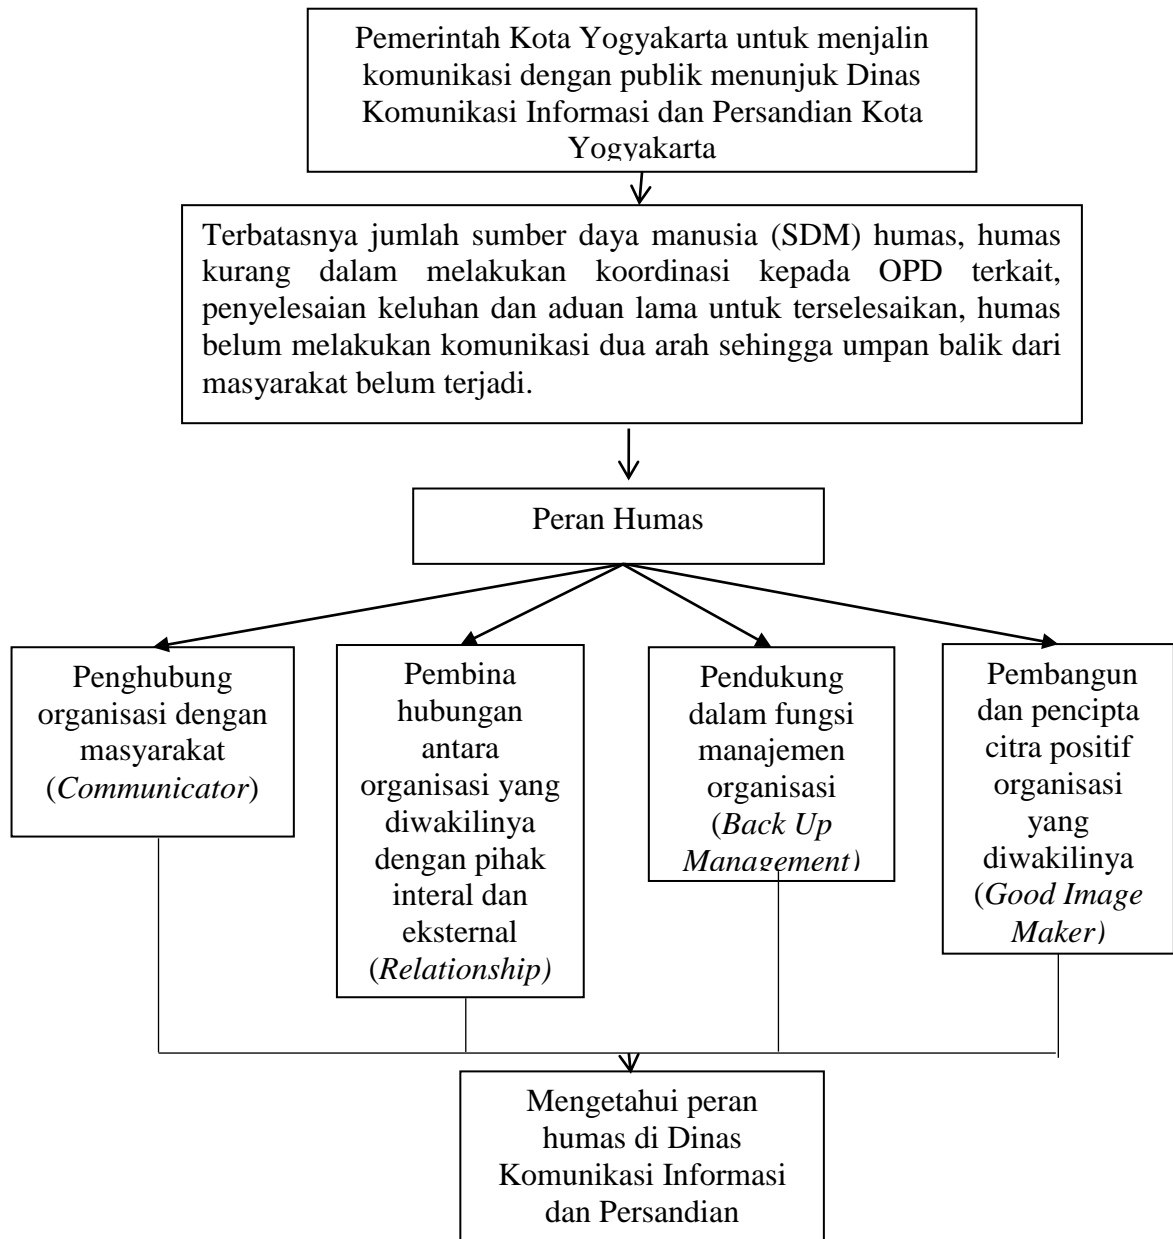 Pemerintah Kota Yogyakarta untuk menjalin
komunikasi dengan publik menunjuk Dinas
Komunikasi Informasi dan Persandian Kota
Yogyakarta
Terbatasnya jumlah sumber daya manusia (SDM) humas, humas
kurang dalam melakukan koordinasi kepada OPD terkait,
penyelesaian keluhan dan aduan lama untuk terselesaikan, humas
belum melakukan komunikasi dua arah sehingga umpan balik dari
masyarakat belum terjadi.
Peran Humas
Penghubung
organisasi dengan
masyarakat
(Communicator)
Pembina
hubungan
antara
organisasi yang
diwakilinya
dengan pihak
interal dan
eksternal
(Relationship)
Pendukung
dalam fungsi
manajemen
organisasi
(Back Up
Management)
Pembangun
dan pencipta
citra positif
organisasi
yang
diwakilinya
(Good Image
Maker)
Mengetahui peran
humas di Dinas
Komunikasi Informasi
dan Persandian